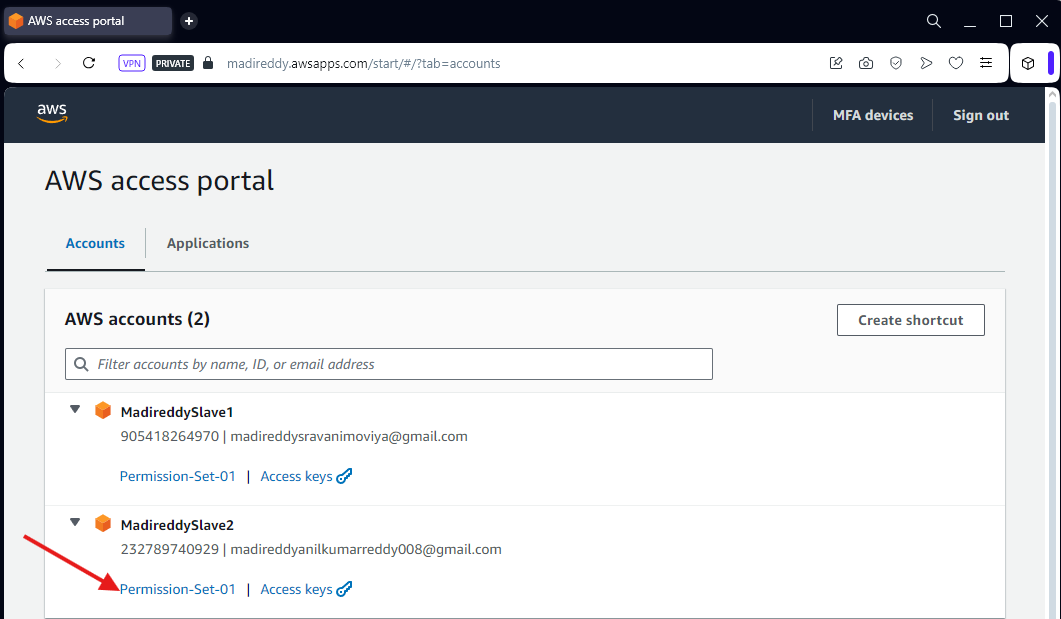 AWS access portal
VPN PRIVATE madireddy.awsapps.com/start/#/?tab=accounts
aws MFA devices Sign out
AWS access portal
Accounts Applications
AWS accounts (2) Create shortcut
Filter accounts by name, ID, or email address
MadireddySlave1
905418264970 | madireddysravanimoviya@gmail.com
Permission-Set-01 | Access keys
MadireddySlave2
232789740929 | madireddyanilkumarreddy008@gmail.com
Permission-Set-01 | Access keys